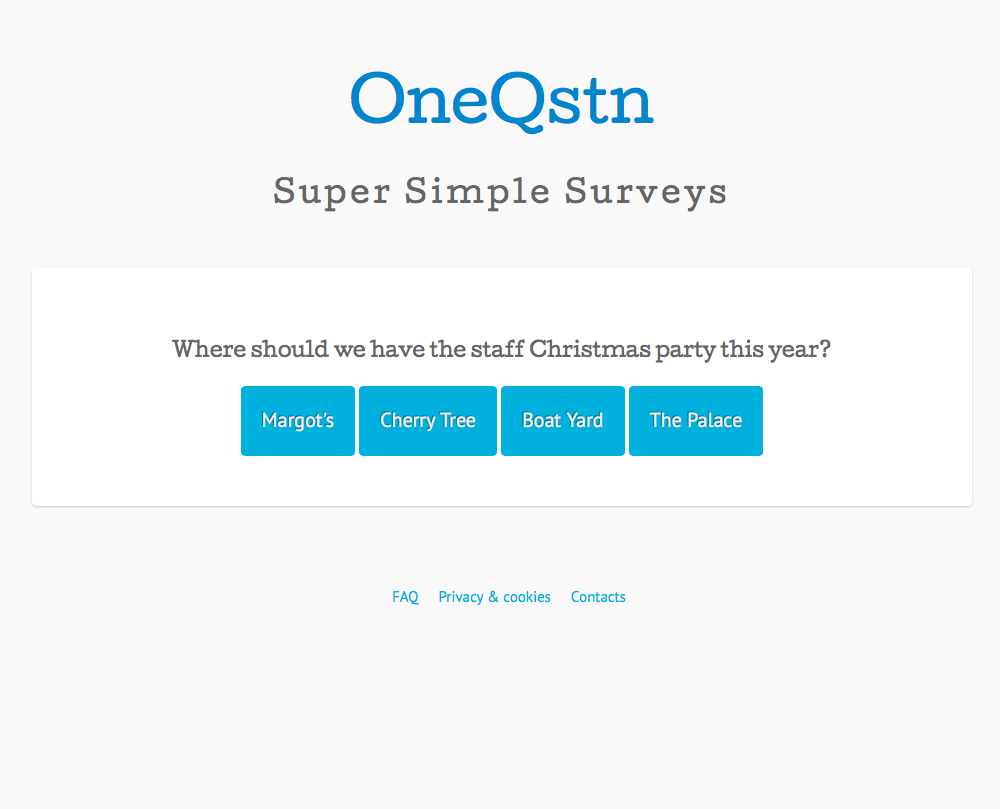 OneQstn
Super Simple Surveys
Where should we have the staff Christmas party this year?
Margot's Cherry Tree Boat Yard The Palace
FAQ Privacy & cookies Contacts